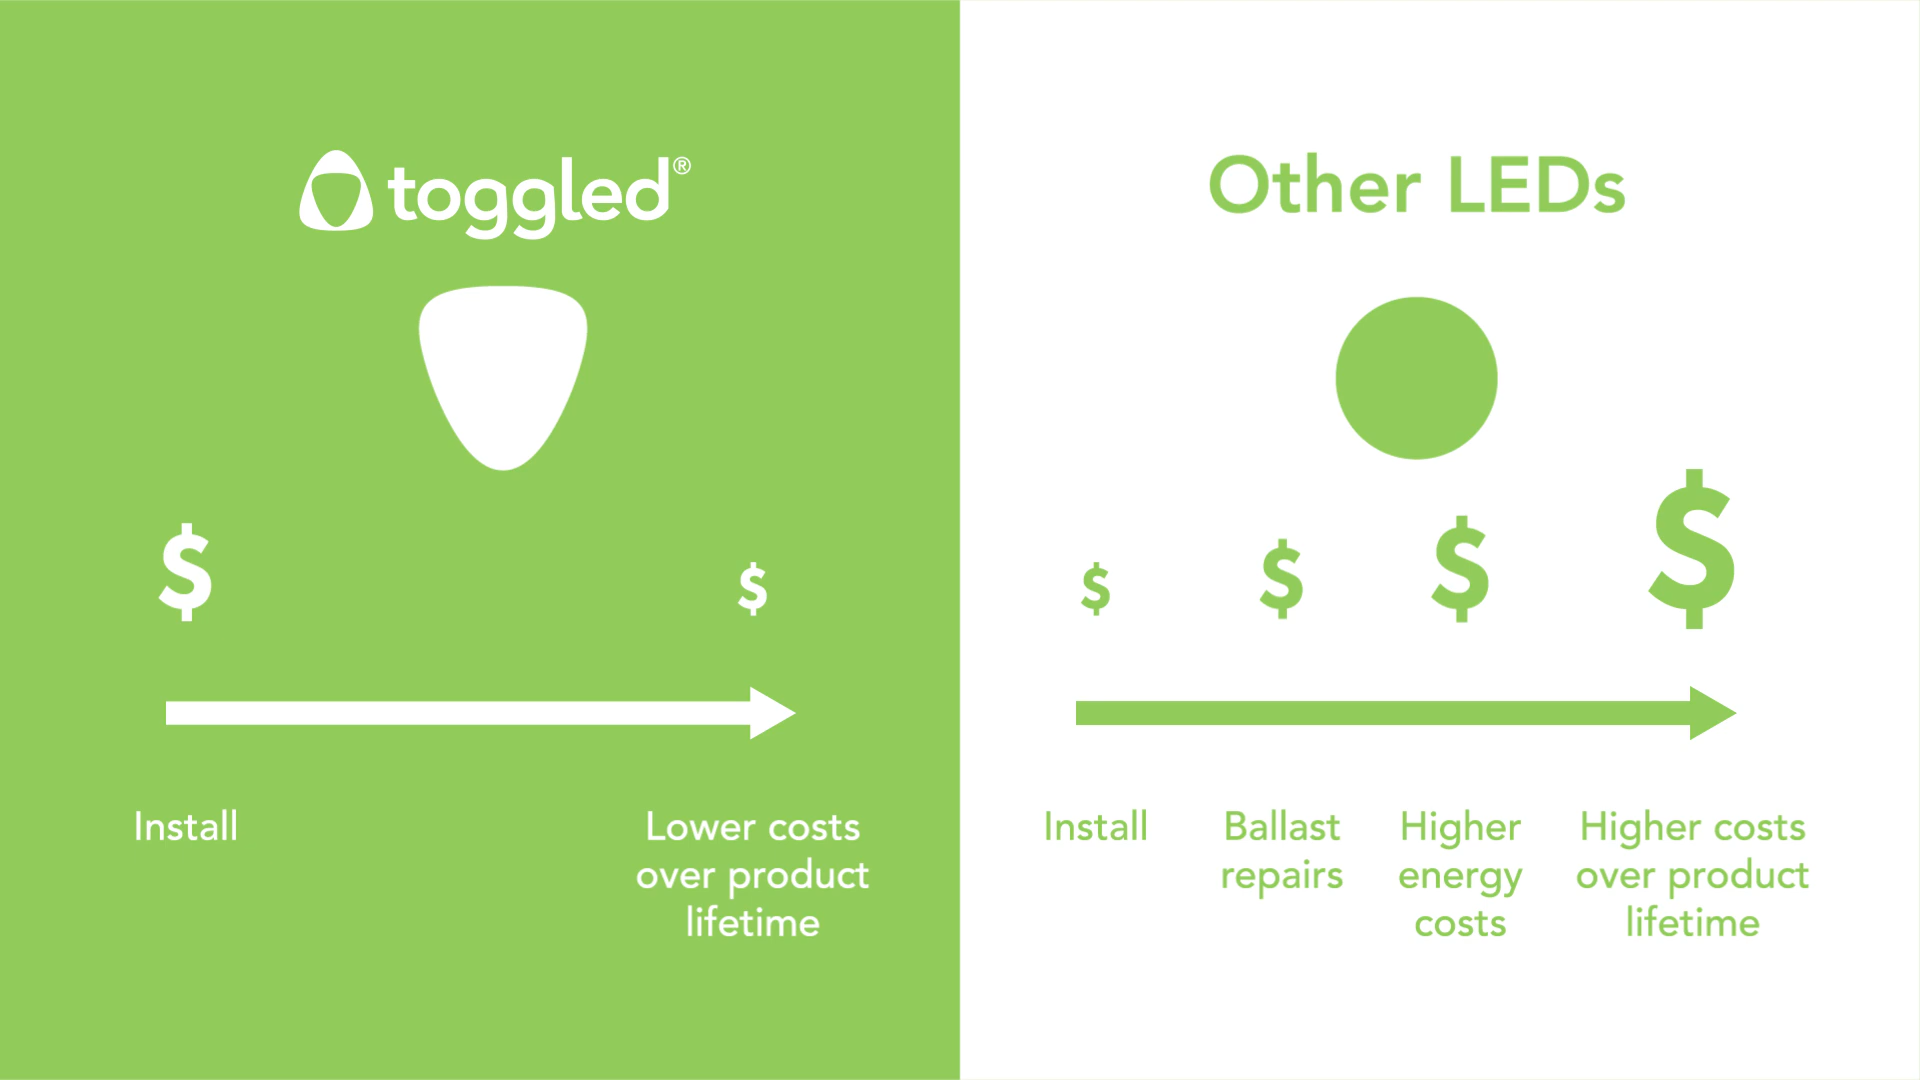 toggled®
$
$
Install
Lower costs
over product
lifetime
Other LEDs
$
$
$
$
Install
Ballast
repairs
Higher
energy
costs
Higher costs
over product
lifetime